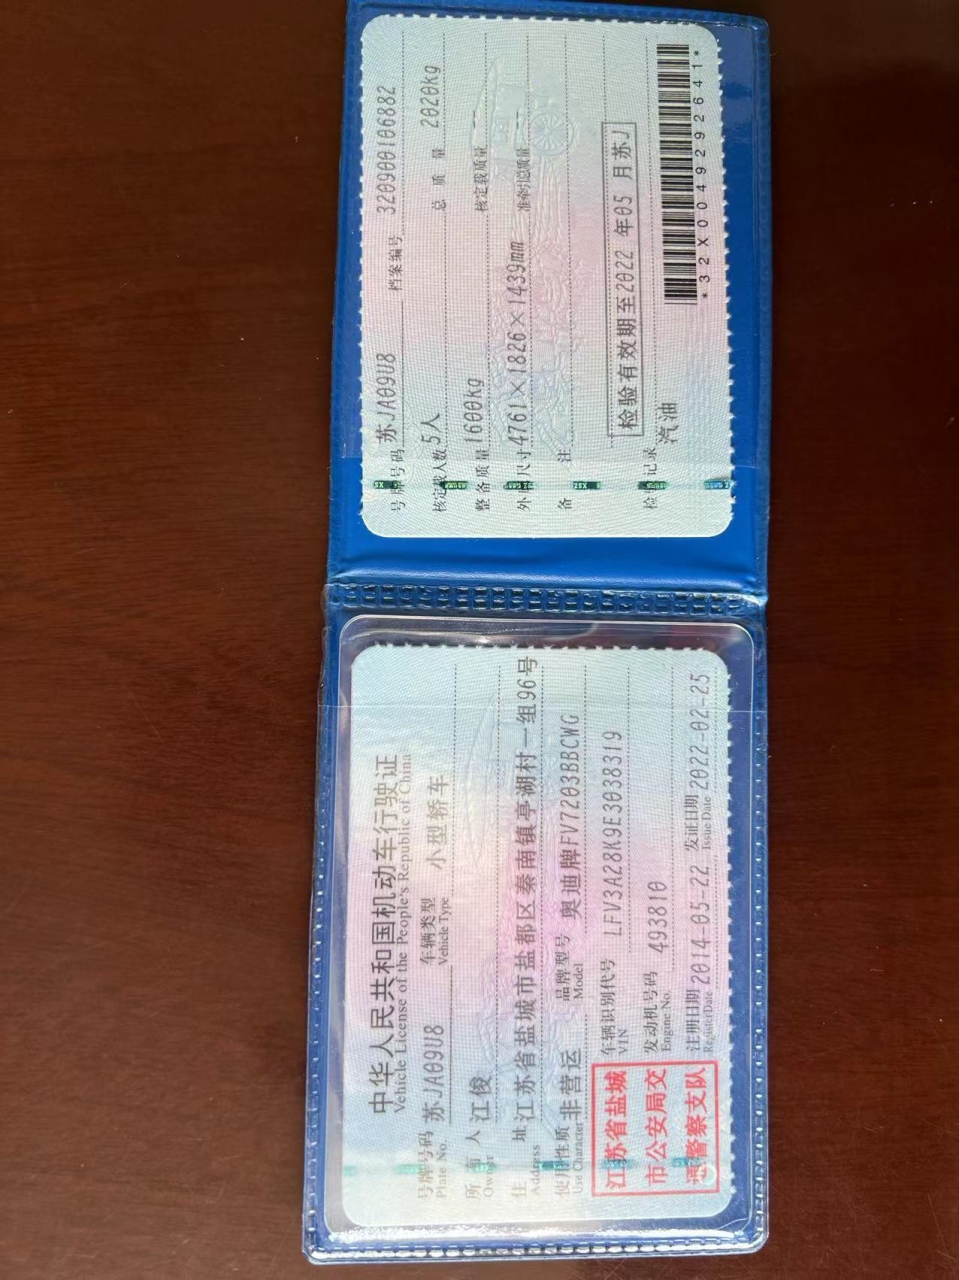 中华人民共和国机动车行驶证
Vehicle License of the People's Republic of China
号牌号码 苏JA09U8 车辆类型 小型轿车
Plate No. Vehicle Type
所有人 江俊
Owner
住址 江苏省盐城市盐都区秦南镇亭湖村一组96号
Address
使用性质 非营运 品牌型号 奥迪牌FV7203BBCWG
Use Character Model
江苏省盐城
市公安局交
通警察支队
车辆识别代号 LFV3A28K9E3038319
VIN
发动机号码 493810
Engine No.
注册日期 2014-05-22 发证日期 2022-02-25
Register Date Issue Date
号牌号码 苏JA09U8 档案编号 320900106882
核定载人数 5人 总质量 2020kg
整备质量 1600kg 核定载质量
外廓尺寸 4761×1826×1439mm 准牵引总质量
备注
检验有效期至2022年05月苏J
检验记录
汽油
*32X0049292641*